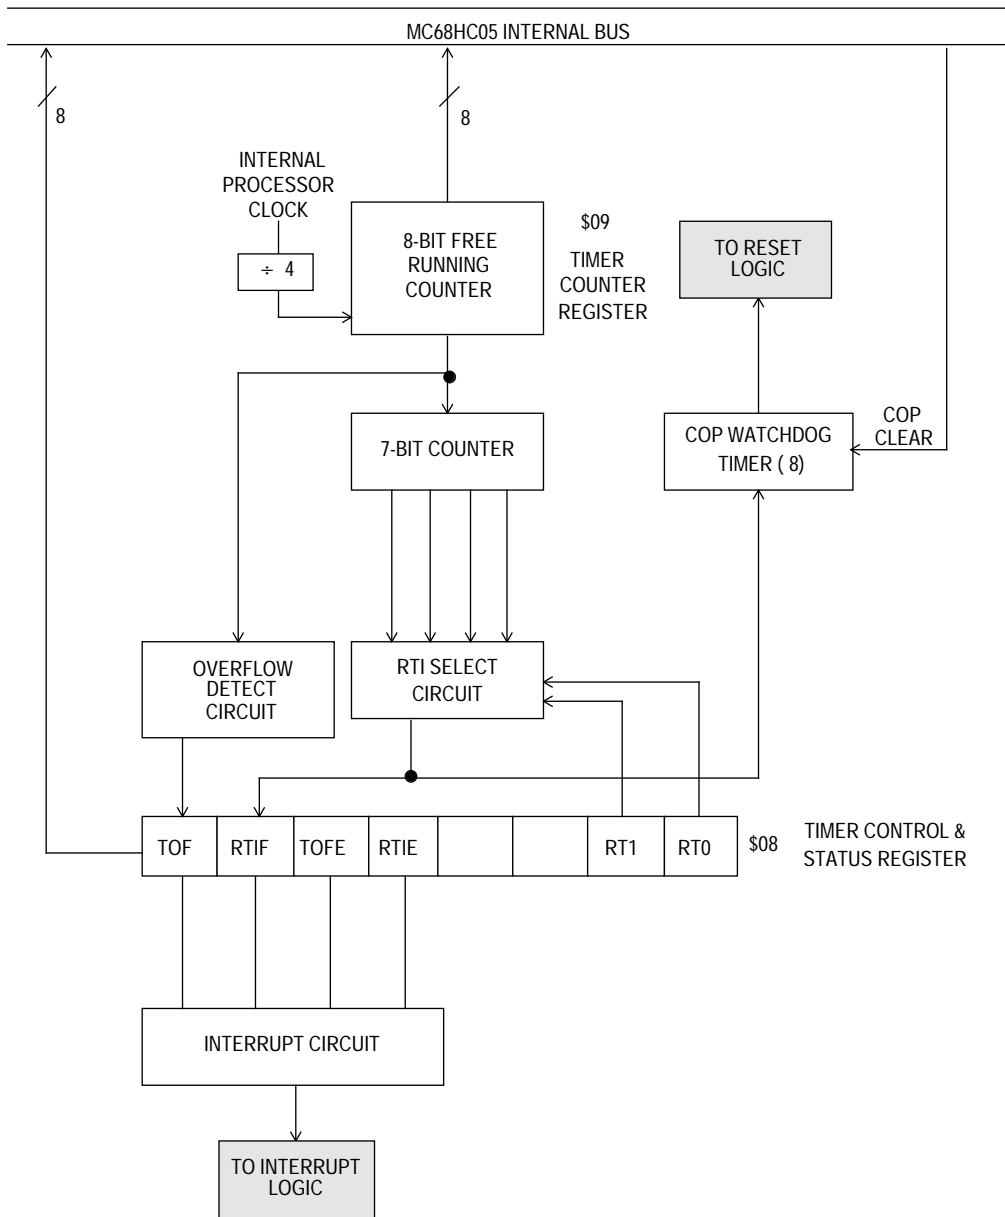 MC68HC05 INTERNAL BUS
8
8
INTERNAL
PROCESSOR
CLOCK
÷ 4
8-BIT FREE
RUNNING
COUNTER
$09
TIMER
COUNTER
REGISTER
TO RESET
LOGIC
7-BIT COUNTER
COP WATCHDOG
TIMER ( 8)
COP
CLEAR
OVERFLOW
DETECT
CIRCUIT
RTI SELECT
CIRCUIT
TOF RTIF TOFE RTIE RT1 RT0
$08
TIMER CONTROL &
STATUS REGISTER
INTERRUPT CIRCUIT
TO INTERRUPT
LOGIC